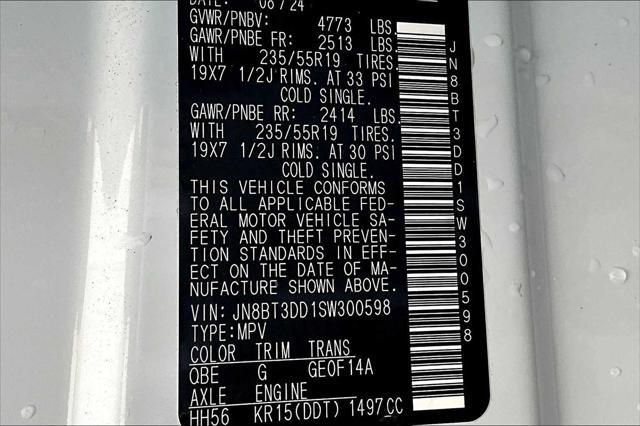 DATE: 08/24
GVWR/PNBV: 4773 LBS.
GAWR/PNBE FR: 2513 LBS.
WITH 235/55R19 TIRES.
19X7 1/2J RIMS. AT 33 PSI
COLD SINGLE.
GAWR/PNBE RR: 2414 LBS.
WITH 235/55R19 TIRES.
19X7 1/2J RIMS. AT 30 PSI
COLD SINGLE.
THIS VEHICLE CONFORMS
TO ALL APPLICABLE FED-
ERAL MOTOR VEHICLE SA-
FETY AND THEFT PREVEN-
TION STANDARDS IN EFF-
ECT ON THE DATE OF MA-
NUFACTURE SHOWN ABOVE.
VIN: JN8BT3DD1SW300598
TYPE:MPV
COLOR TRIM TRANS
QBE G GE0F14A
AXLE ENGINE
HH56 KR15(DDT) 1497 CC
JN8BT3DD1SW300598